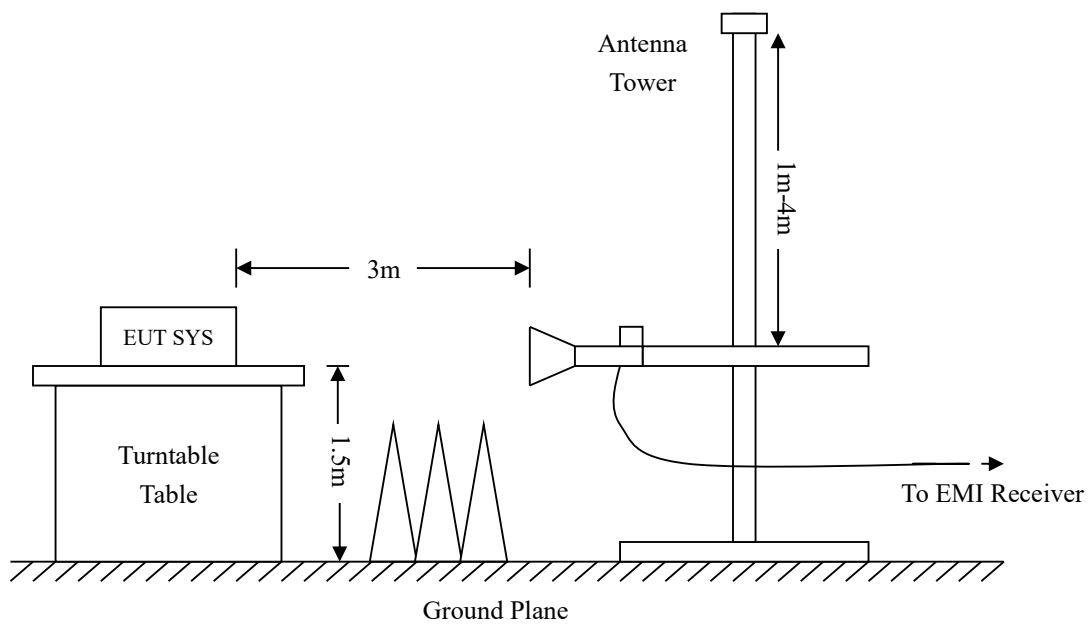 Antenna
Tower
1m-4m
3m
EUT SYS
Turntable
Table
1.5m
To EMI Receiver
Ground Plane